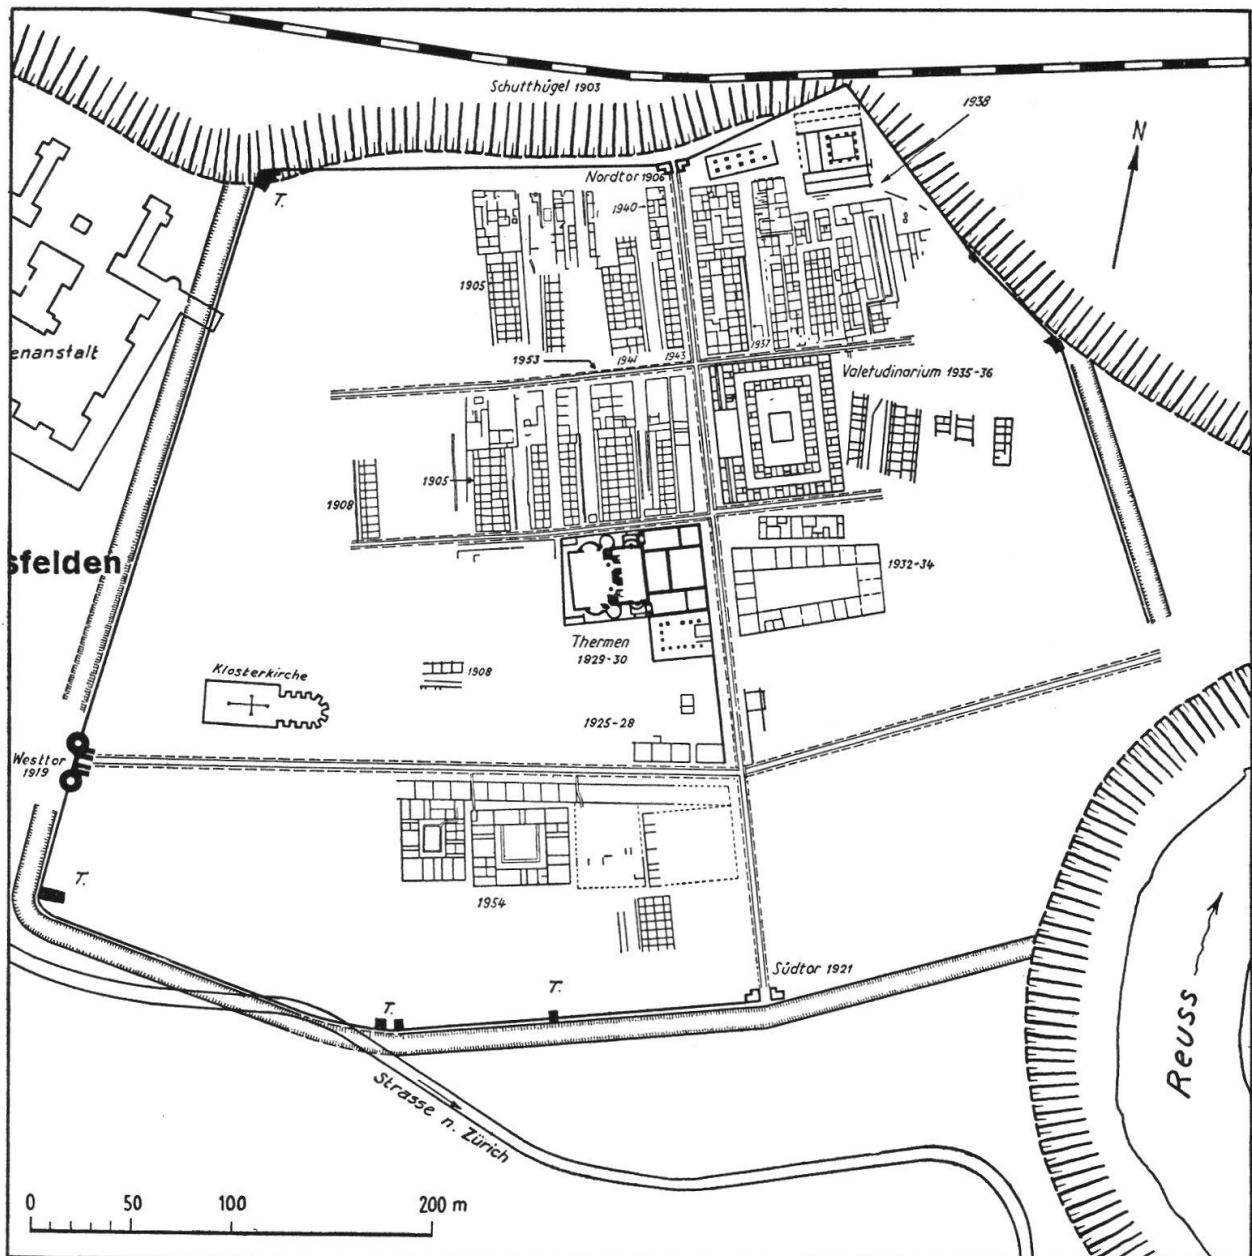 Schutthügel 1903
1938
N
Nordtor 1906
T.
1940
1905
enanstalt
1953
1941
1943
1937
Valetudinarium 1935-36
1905
1908
sfelden
1932-34
Thermen
1929-30
Klosterkirche
1908
1925-28
Westtor
1919
T.
1954
Südtor 1921
T.
T.
Reuss
Strasse n. Zürich
0 50 100 200 m